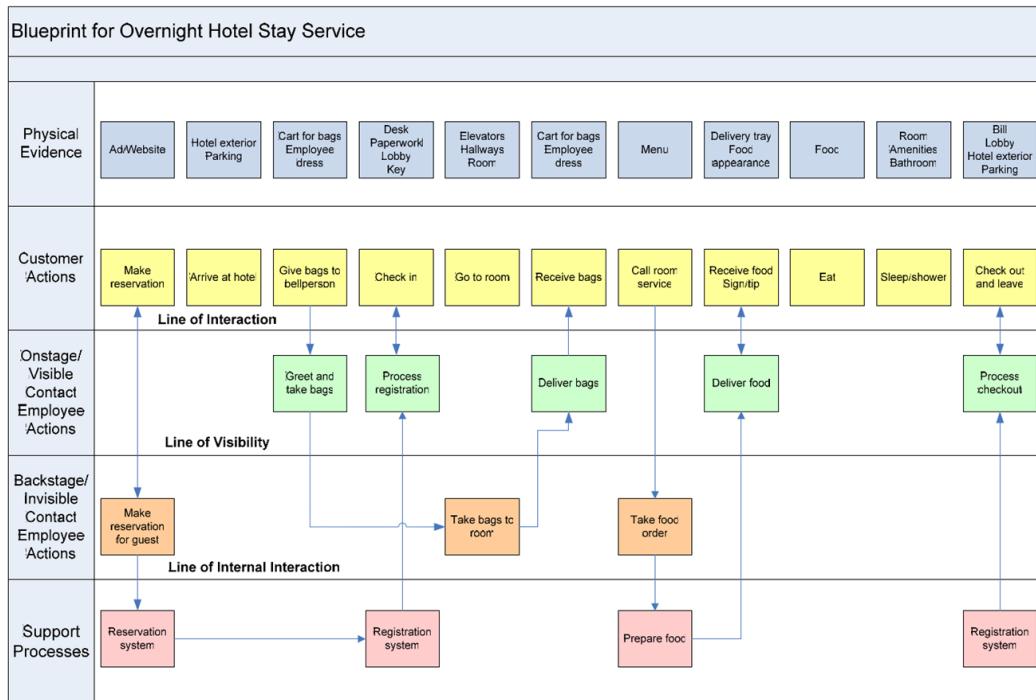 Blueprint for Overnight Hotel Stay Service
Physical
Evidence
Ad/Website
Hotel exterior
Parking
Cart for bags
Employee
dress
Desk
Paperwork
Lobby
Key
Elevators
Hallways
Room
Cart for bags
Employee
dress
Menu
Delivery tray
Food
appearance
Food
Room
Amenities
Bathroom
Bill
Lobby
Hotel exterior
Parking
Customer
Actions
Make
reservation
Arrive at hotel
Give bags to
bellperson
Check in
Go to room
Receive bags
Call room
service
Receive food
Sign/tip
Eat
Sleep/shower
Check out
and leave
Line of Interaction
Onstage/
Visible
Contact
Employee
Actions
Greet and
take bags
Process
registration
Deliver bags
Deliver food
Process
checkout
Line of Visibility
Backstage/
Invisible
Contact
Employee
Actions
Make
reservation
for guest
Take bags to
room
Take food
order
Line of Internal Interaction
Support
Processes
Reservation
system
Registration
system
Prepare food
Registration
system